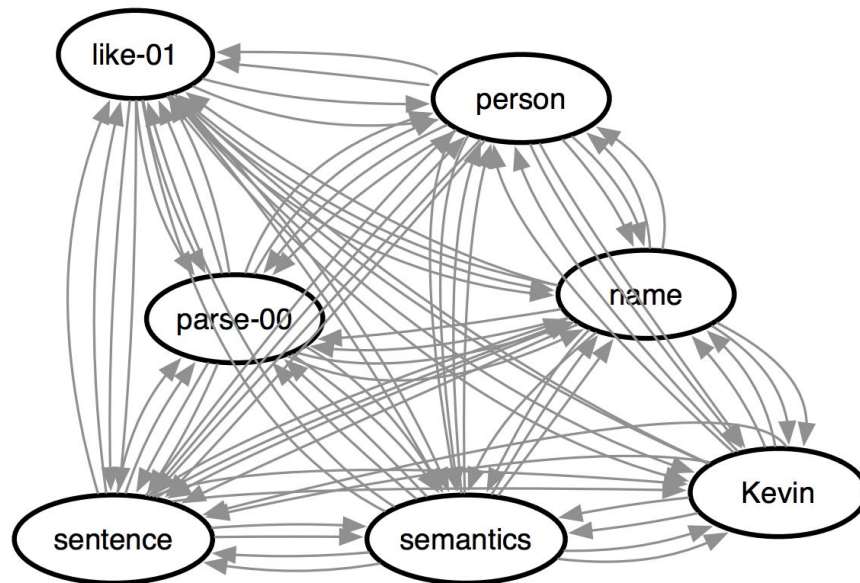 like-01
person
name
parse-00
Kevin
sentence
semantics